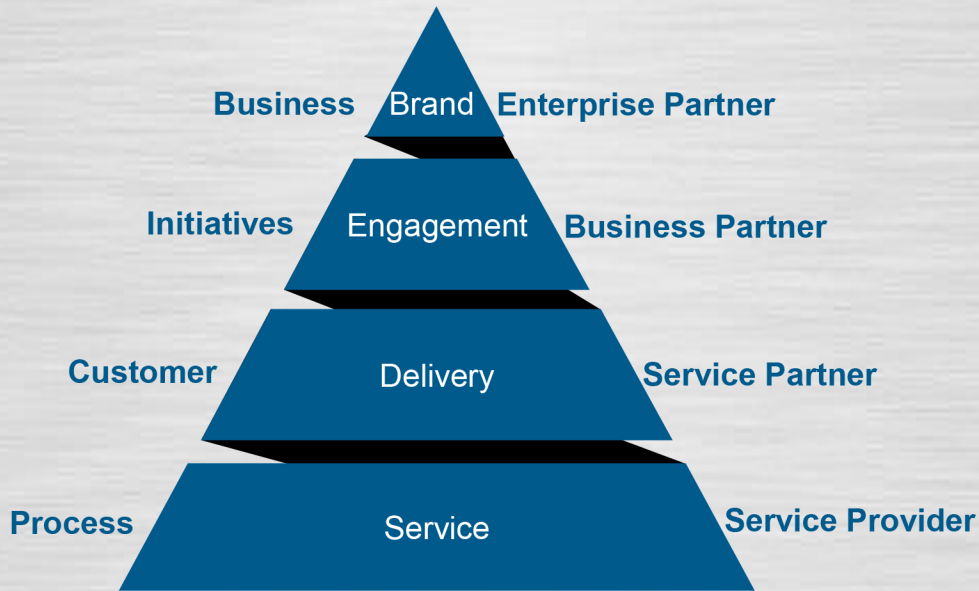 Business Brand Enterprise Partner
Initiatives Engagement Business Partner
Customer Delivery Service Partner
Process Service Service Provider